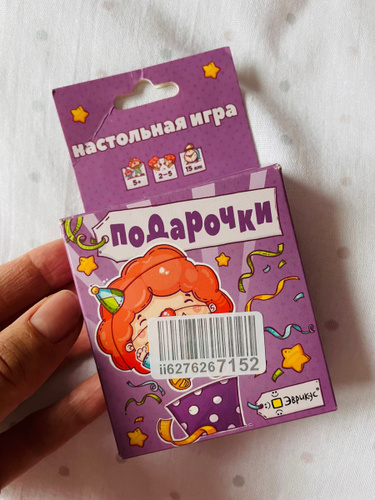 настольная игра
5+ 2-5 15 мин
подарочки
ii6276267152
Эврикус